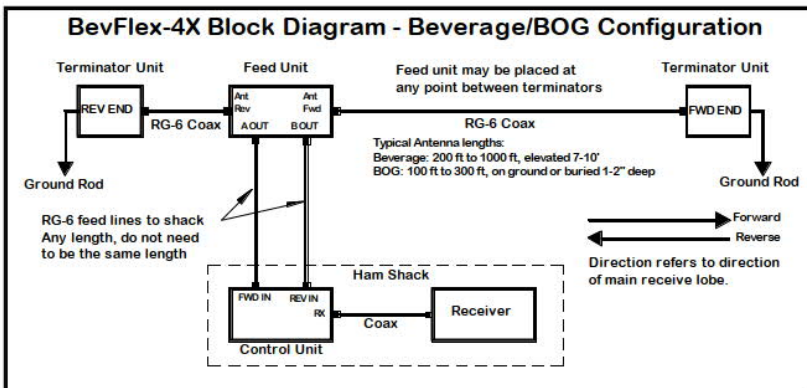 BevFlex-4X Block Diagram - Beverage/BOG Configuration
Terminator Unit
Feed Unit
Feed unit may be placed at
any point between terminators
Terminator Unit
REV END
Ant
Rev
Ant
Fwd
A OUT
B OUT
FWD END
RG-6 Coax
RG-6 Coax
Typical Antenna lengths:
Beverage: 200 ft to 1000 ft, elevated 7-10'
BOG: 100 ft to 300 ft, on ground or buried 1-2" deep
Ground Rod
Ground Rod
RG-6 feed lines to shack
Any length, do not need
to be the same length
Forward
Reverse
Direction refers to direction
of main receive lobe.
Ham Shack
FWD IN
REV IN
RX
Coax
Receiver
Control Unit